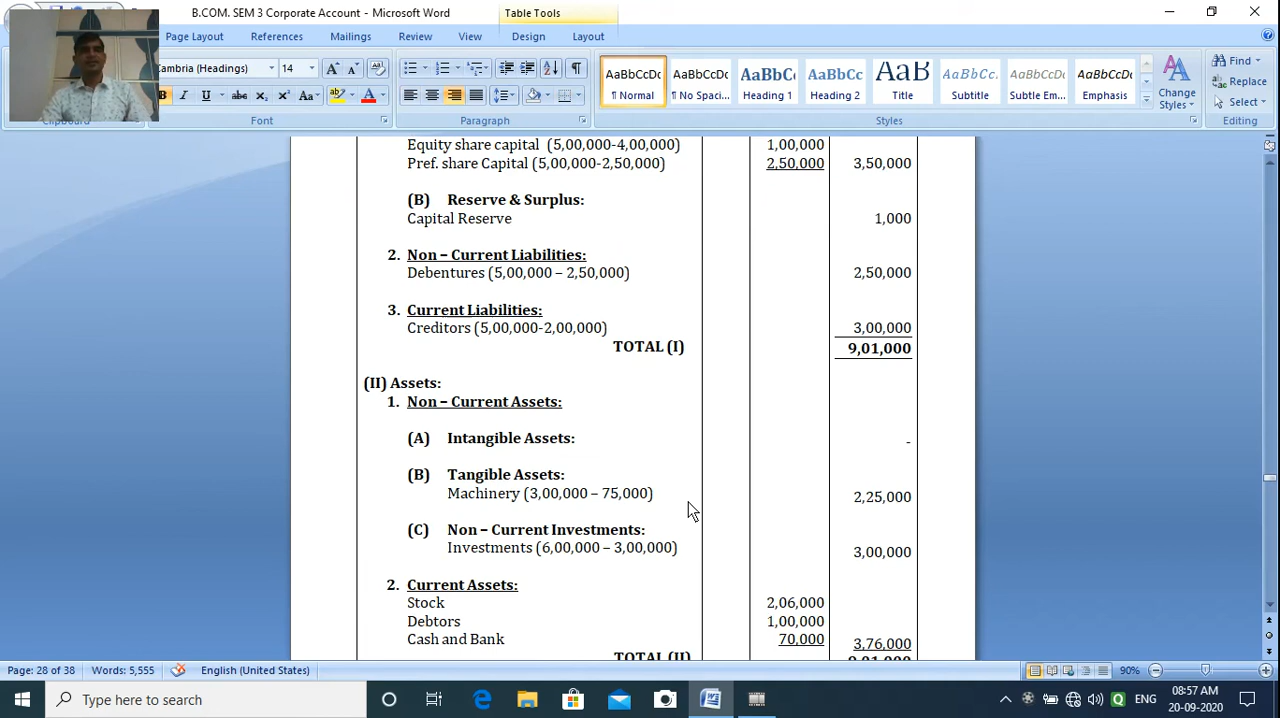 B.COM. SEM 3 Corporate Account - Microsoft Word
Table Tools
Page Layout References Mailings Review View Design Layout
Cambria (Headings) 14
AaBbCcDc AaBbCcDc AaBbCc AaBbCc AaB AaBbCc. AaBbCcDc AaBbCcDc
¶ Normal ¶ No Spaci... Heading 1 Heading 2 Title Subtitle Subtle Em... Emphasis
Change Styles
Find
Replace
Select
Clipboard Font Paragraph Styles Editing
Equity share capital (5,00,000-4,00,000) 1,00,000
Pref. share Capital (5,00,000-2,50,000) 2,50,000 3,50,000
(B) Reserve & Surplus:
Capital Reserve 1,000
2. Non – Current Liabilities:
Debentures (5,00,000 – 2,50,000) 2,50,000
3. Current Liabilities:
Creditors (5,00,000-2,00,000) 3,00,000
TOTAL (I) 9,01,000
(II) Assets:
1. Non – Current Assets:
(A) Intangible Assets: -
(B) Tangible Assets:
Machinery (3,00,000 – 75,000) 2,25,000
(C) Non – Current Investments:
Investments (6,00,000 – 3,00,000) 3,00,000
2. Current Assets:
Stock 2,06,000
Debtors 1,00,000
Cash and Bank 70,000 3,76,000
TOTAL (II) 9,01,000
Page: 28 of 38 Words: 5,555 English (United States) 90%
Type here to search
ENG
08:57 AM
20-09-2020